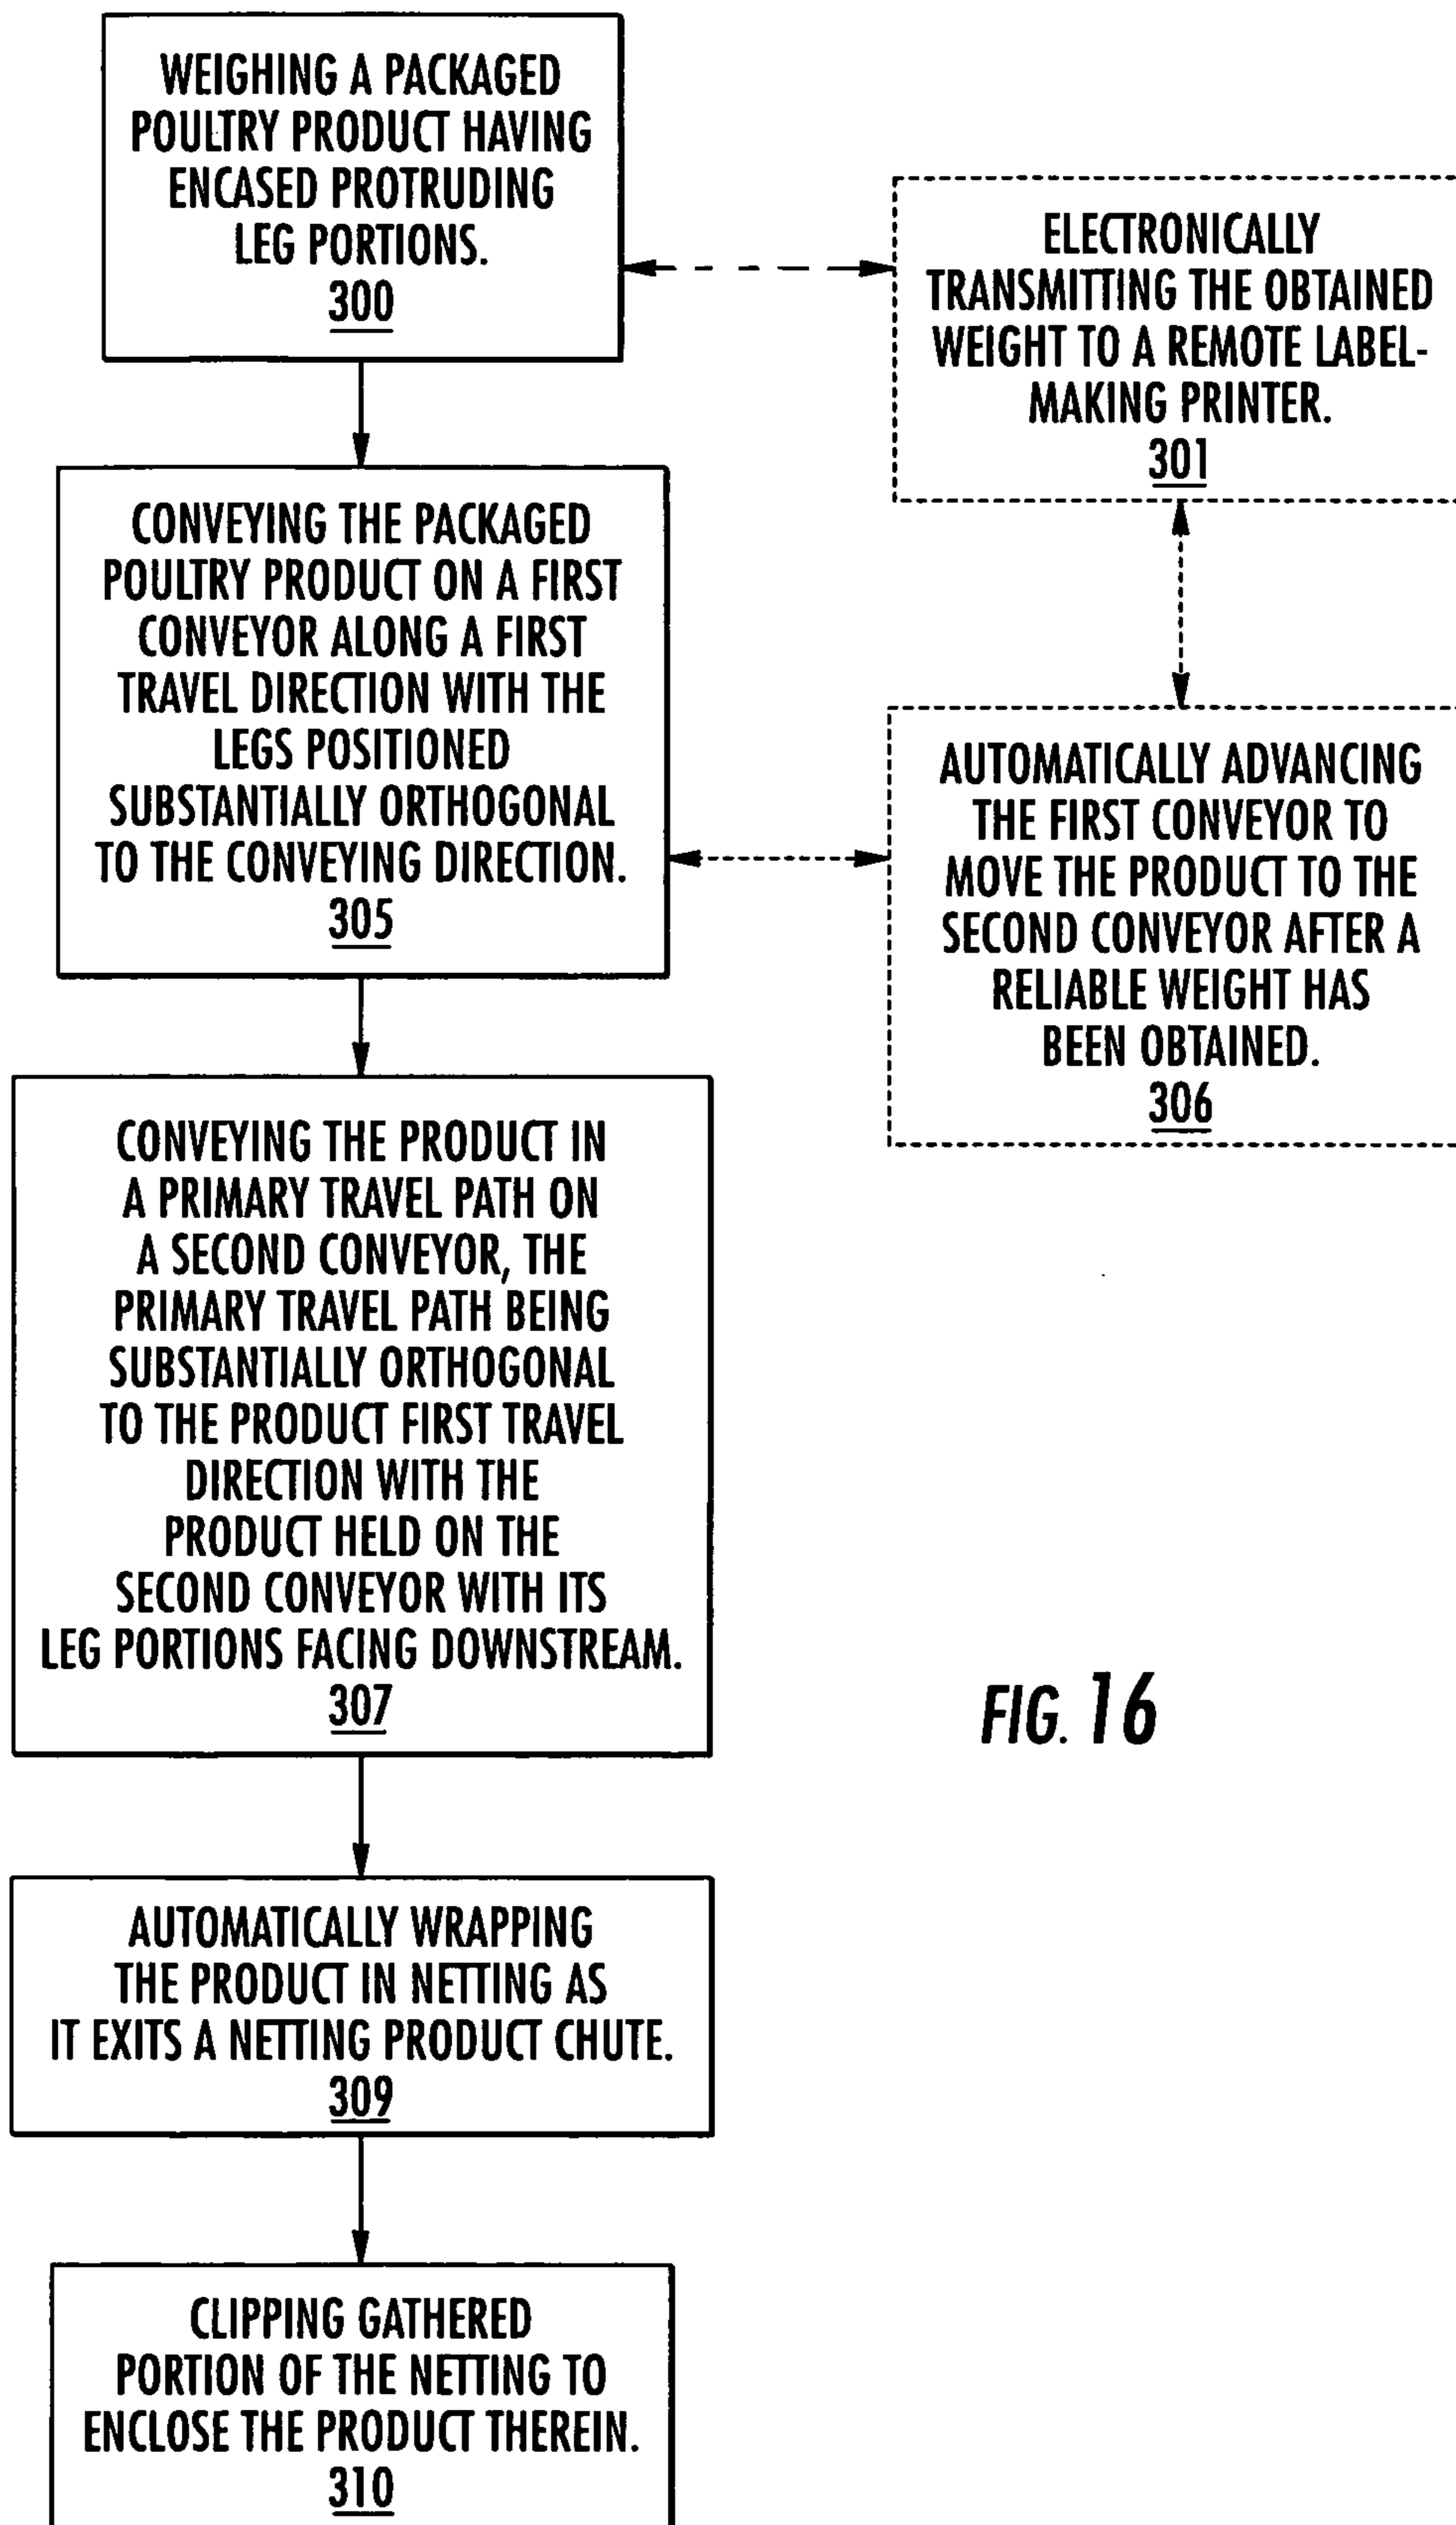 WEIGHING A PACKAGED
POULTRY PRODUCT HAVING
ENCASED PROTRUDING
LEG PORTIONS.
300
ELECTRONICALLY
TRANSMITTING THE OBTAINED
WEIGHT TO A REMOTE LABEL-
MAKING PRINTER.
301
CONVEYING THE PACKAGED
POULTRY PRODUCT ON A FIRST
CONVEYOR ALONG A FIRST
TRAVEL DIRECTION WITH THE
LEGS POSITIONED
SUBSTANTIALLY ORTHOGONAL
TO THE CONVEYING DIRECTION.
305
AUTOMATICALLY ADVANCING
THE FIRST CONVEYOR TO
MOVE THE PRODUCT TO THE
SECOND CONVEYOR AFTER A
RELIABLE WEIGHT HAS
BEEN OBTAINED.
306
CONVEYING THE PRODUCT IN
A PRIMARY TRAVEL PATH ON
A SECOND CONVEYOR, THE
PRIMARY TRAVEL PATH BEING
SUBSTANTIALLY ORTHOGONAL
TO THE PRODUCT FIRST TRAVEL
DIRECTION WITH THE
PRODUCT HELD ON THE
SECOND CONVEYOR WITH ITS
LEG PORTIONS FACING DOWNSTREAM.
307
FIG. 16
AUTOMATICALLY WRAPPING
THE PRODUCT IN NETTING AS
IT EXITS A NETTING PRODUCT CHUTE.
309
CLIPPING GATHERED
PORTION OF THE NETTING TO
ENCLOSE THE PRODUCT THEREIN.
310